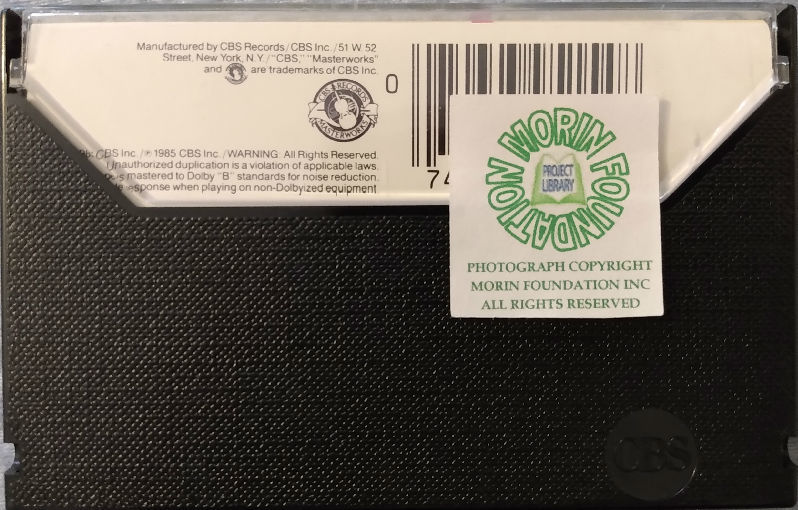 Manufactured by CBS Records/CBS Inc./51 W. 52
Street, New York, N.Y./"CBS," "Masterworks"
and are trademarks of CBS Inc.
CBS RECORDS
MASTERWORKS
0
CBS Inc./℗ 1985 CBS Inc./WARNING: All Rights Reserved.
Unauthorized duplication is a violation of applicable laws.
is mastered to Dolby "B" standards for noise reduction.
response when playing on non-Dolbyized equipment
74
MORIN FOUNDATION
PROJECT
LIBRARY
PHOTOGRAPH COPYRIGHT
MORIN FOUNDATION INC
ALL RIGHTS RESERVED
CBS